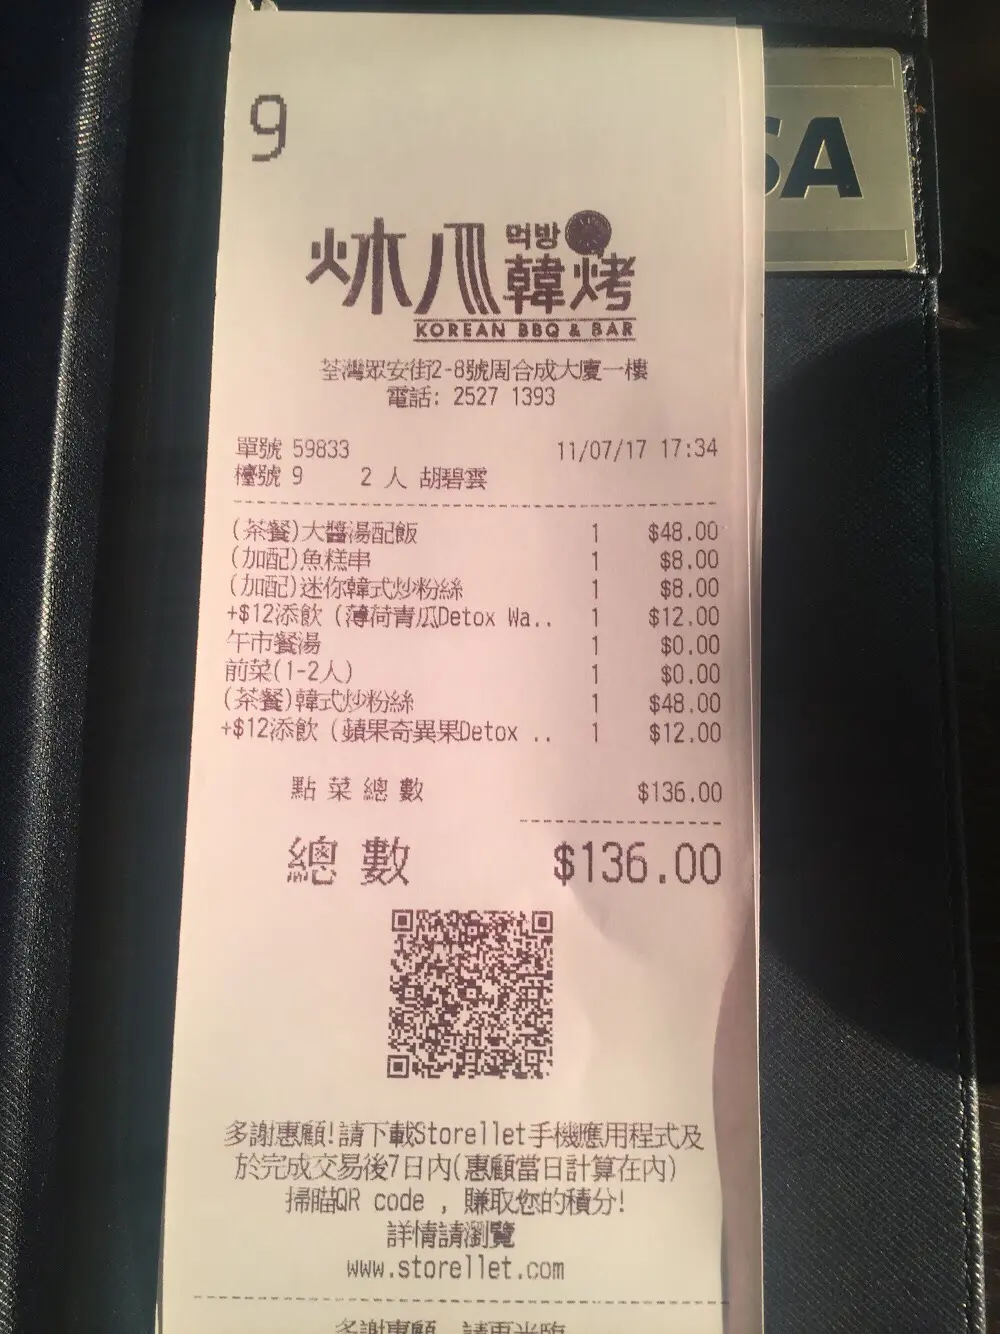 9
SA
炑爪 먹방
韓烤
KOREAN BBQ & BAR
荃灣眾安街2-8號周合成大廈一樓
電話: 2527 1393
單號 59833 11/07/17 17:34
檯號 9 2 人 胡碧雲
(茶餐)大醬湯配飯 1 $48.00
(加配)魚糕串 1 $8.00
(加配)迷你韓式炒粉絲 1 $8.00
+$12添飲 (薄荷青瓜Detox Wa.. 1 $12.00
午市餐湯 1 $0.00
前菜(1-2人) 1 $0.00
(茶餐)韓式炒粉絲 1 $48.00
+$12添飲 (蘋果奇異果Detox .. 1 $12.00
點菜總數 $136.00
總數 $136.00
多謝惠顧!請下載Storellet手機應用程式及
於完成交易後7日內(惠顧當日計算在內)
掃瞄QR code , 賺取您的積分!
詳情請瀏覽
www.storellet.com
多謝惠顧 請再光臨